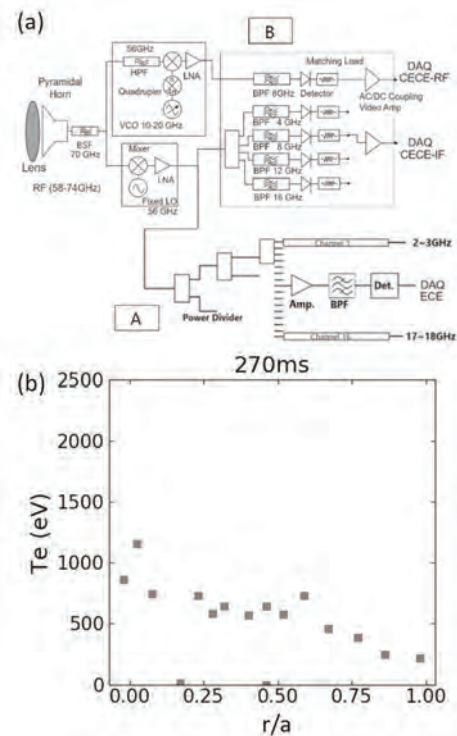 (a)
56GHz
HPF
LNA
Quadrupler
VCO 10-20 GHz
Pyramidal
Horn
Lens
BSF
70 GHz
RF (58-74GHz)
Mixer
LNA
Fixed LO
56 GHz
B
Matching Load
BPF 8GHz
Detector
BPF 4 GHz
BPF 8 GHz
BPF 12 GHz
BPF 16 GHz
AC/DC Coupling
Video Amp
DAQ
CECE-RF
DAQ
CECE-IF
A
Power Divider
Channel 1
2~3GHz
Amp.
BPF
Det.
DAQ
ECE
Channel 16
17~18GHz
(b)
270ms
2500
2000
1500
1000
500
0
Te (eV)
0.00
0.25
0.50
0.75
1.00
r/a